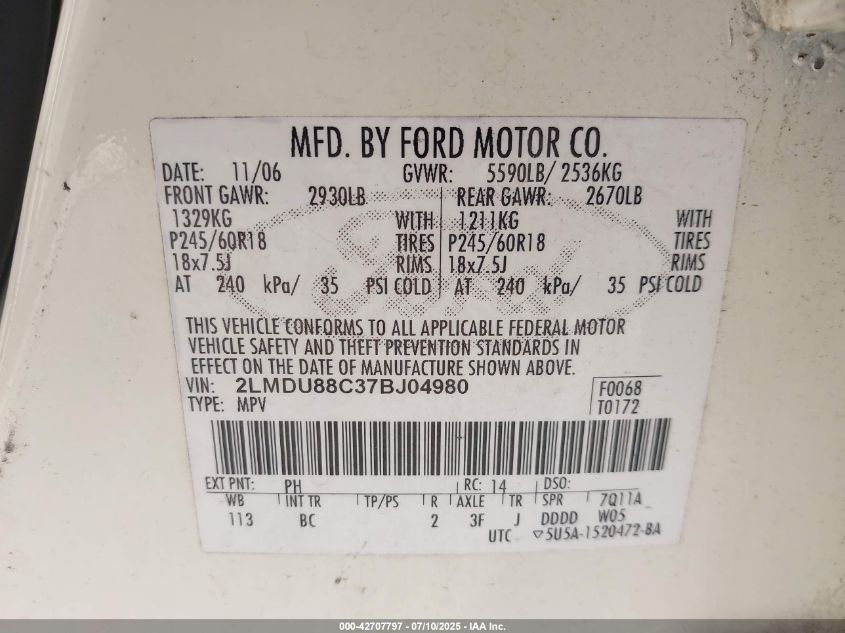 MFD. BY FORD MOTOR CO.
DATE: 11/06 GVWR: 5590LB/ 2536KG
FRONT GAWR: 2930LB REAR GAWR: 2670LB
1329KG WITH 1211KG WITH
P245/60R18 TIRES P245/60R18 TIRES
18x7.5J RIMS 18x7.5J RIMS
AT 240 kPa/ 35 PSI COLD AT 240 kPa/ 35 PSI COLD
THIS VEHICLE CONFORMS TO ALL APPLICABLE FEDERAL MOTOR
VEHICLE SAFETY AND THEFT PREVENTION STANDARDS IN
EFFECT ON THE DATE OF MANUFACTURE SHOWN ABOVE.
VIN: 2LMDU88C37BJ04980 F0068
TYPE: MPV T0172
EXT PNT: PH RC: 14 DSO:
WB INT TR TP/PS R AXLE TR SPR 7Q11A
113 BC 2 3F J DDDD W05
UTC ▽5U5A-1520472-BA
000-42707797 - 07/10/2025 - IAA Inc.